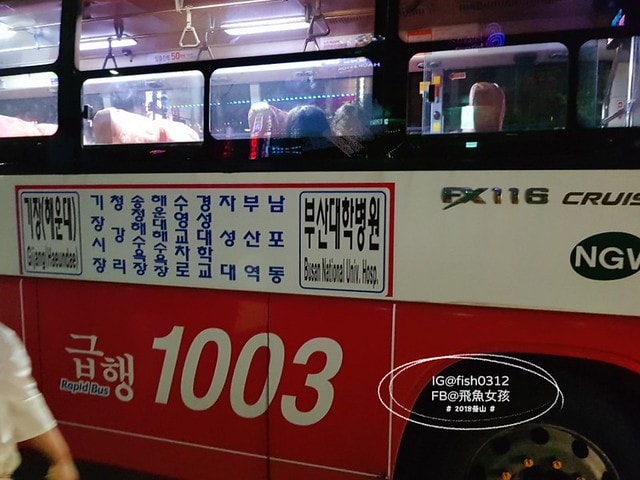 50
FX116 CRUIS
기장(해운대)
Gijang(Haeundae)
기장시장
청강리
송정해수욕장
해운대해수욕장
수영교차로
경성대학교
자성대
부산역
남포동
부산대학병원
Busan National Univ. Hosp.
NGV
급행
Rapid Bus
1003
IG@fish0312
FB@飛魚女孩
# 2018釜山 #